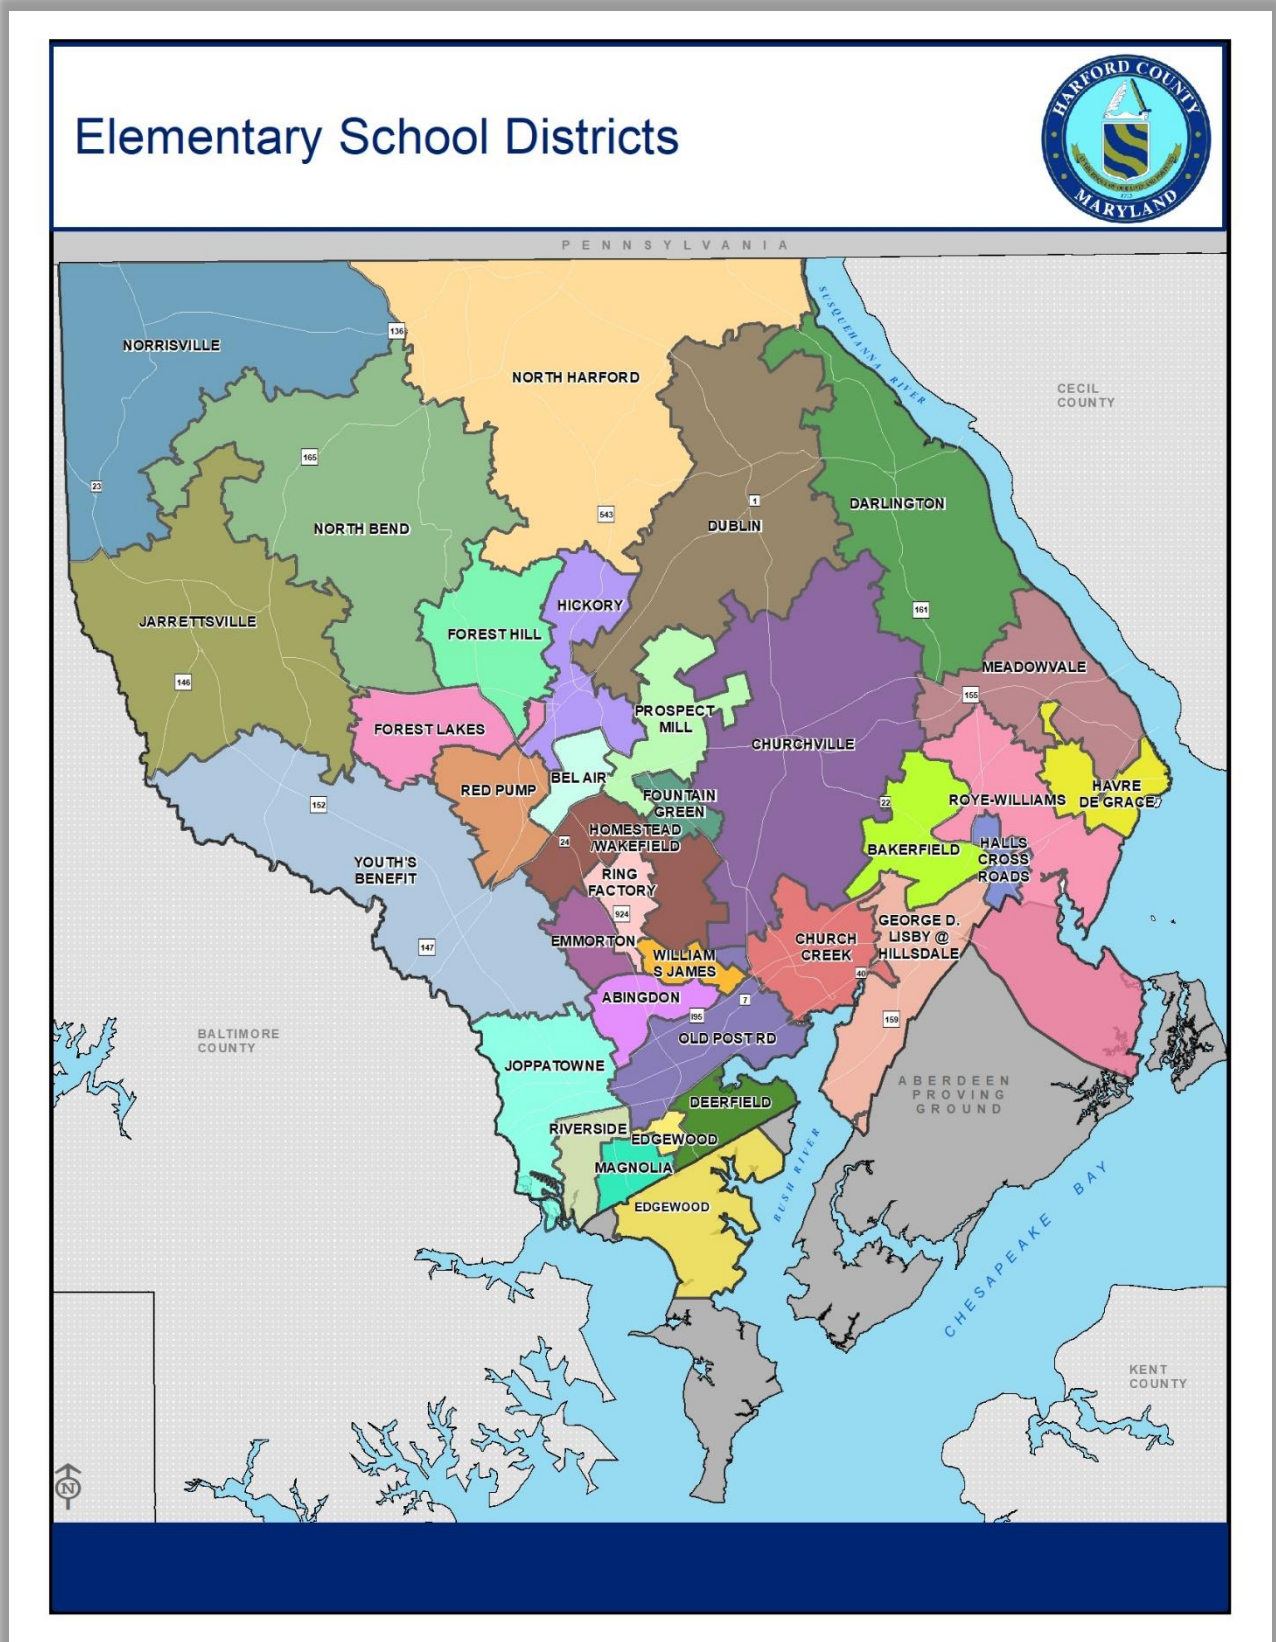 Elementary School Districts
HARFORD COUNTY
MARYLAND
PENNSYLVANIA
SUSQUEHANNA RIVER
136
NORRISVILLE
NORTH HARFORD
CECIL
COUNTY
165
23
1
DARLINGTON
543
DUBLIN
NORTH BEND
HICKORY
161
JARRETTSVILLE
FOREST HILL
MEADOWVALE
146
155
PROSPECT
MILL
FOREST LAKES
CHURCHVILLE
BEL AIR
RED PUMP
HAVRE
DE GRACE
FOUNTAIN
GREEN
ROYE-WILLIAMS
152
22
HOMESTEAD
/WAKEFIELD
24
HALLS
CROSS
ROADS
BAKERFIELD
YOUTH'S
BENEFIT
RING
FACTORY
924
GEORGE D.
LISBY @
HILLSDALE
EMMORTON
147
CHURCH
CREEK
WILLIAM
S JAMES
40
ABINGDON
7
I95
159
BALTIMORE
COUNTY
OLD POST RD
JOPPATOWNE
ABERDEEN
PROVING
GROUND
DEERFIELD
RIVERSIDE
EDGEWOOD
MAGNOLIA
BUSH RIVER
EDGEWOOD
CHESAPEAKE BAY
KENT
COUNTY
N